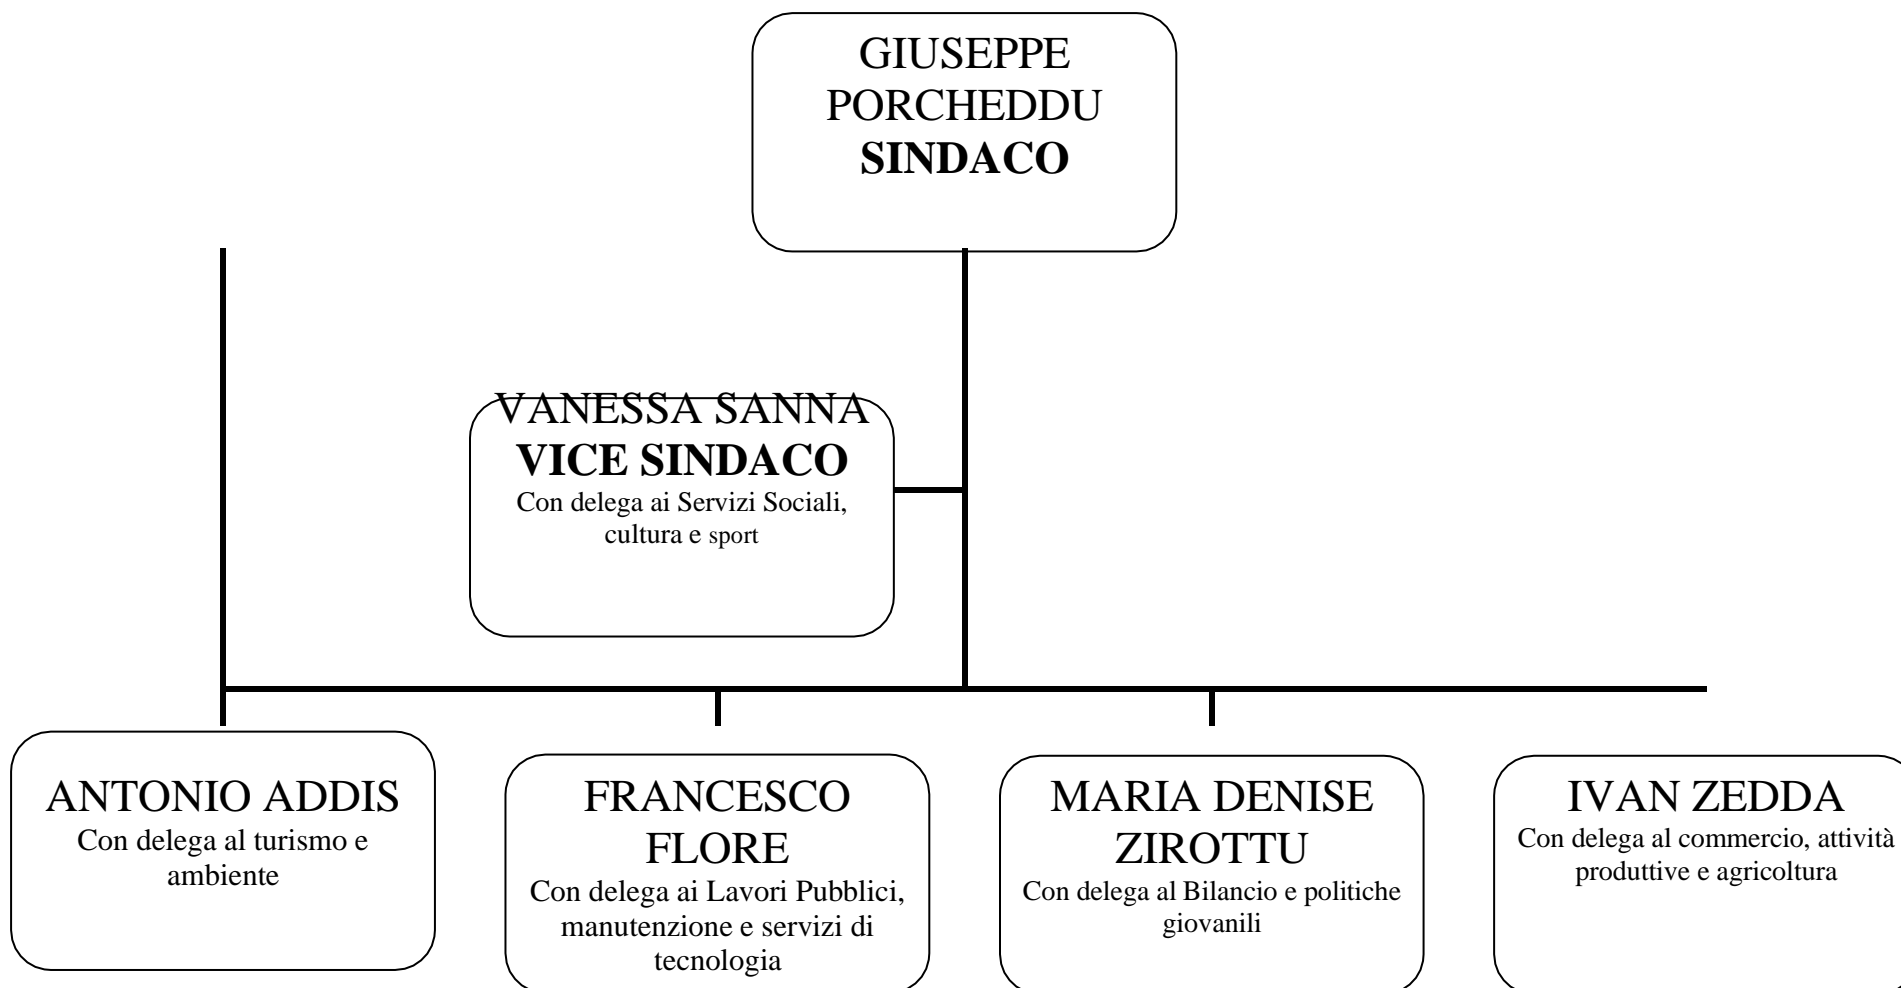 GIUSEPPE
PORCHEDDU
SINDACO
VANESSA SANNA
VICE SINDACO
Con delega ai Servizi Sociali,
cultura e sport
ANTONIO ADDIS
Con delega al turismo e
ambiente
FRANCESCO
FLORE
Con delega ai Lavori Pubblici,
manutenzione e servizi di
tecnologia
MARIA DENISE
ZIROTTU
Con delega al Bilancio e politiche
giovanili
IVAN ZEDDA
Con delega al commercio, attività
produttive e agricoltura